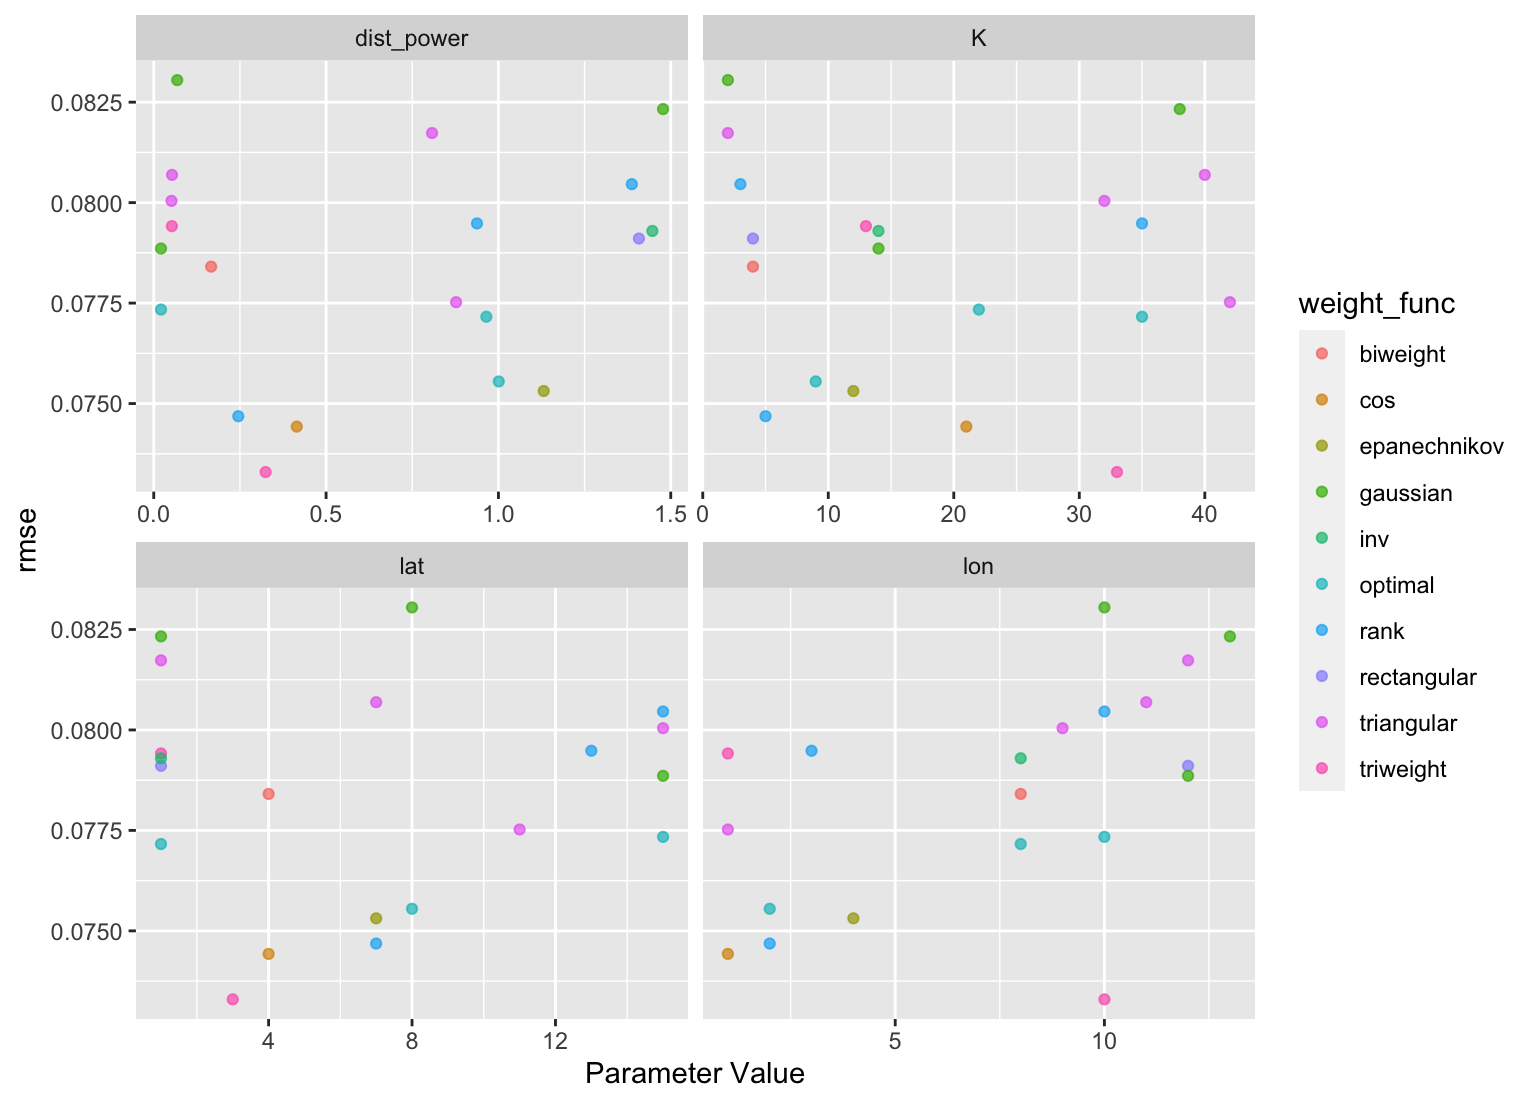 dist_power
K
0.0825
0.0800
0.0775
0.0750
0.0 0.5 1.0 1.5
0 10 20 30 40
rmse
lat
lon
0.0825
0.0800
0.0775
0.0750
4 8 12
5 10
Parameter Value
weight_func
biweight
cos
epanechnikov
gaussian
inv
optimal
rank
rectangular
triangular
triweight